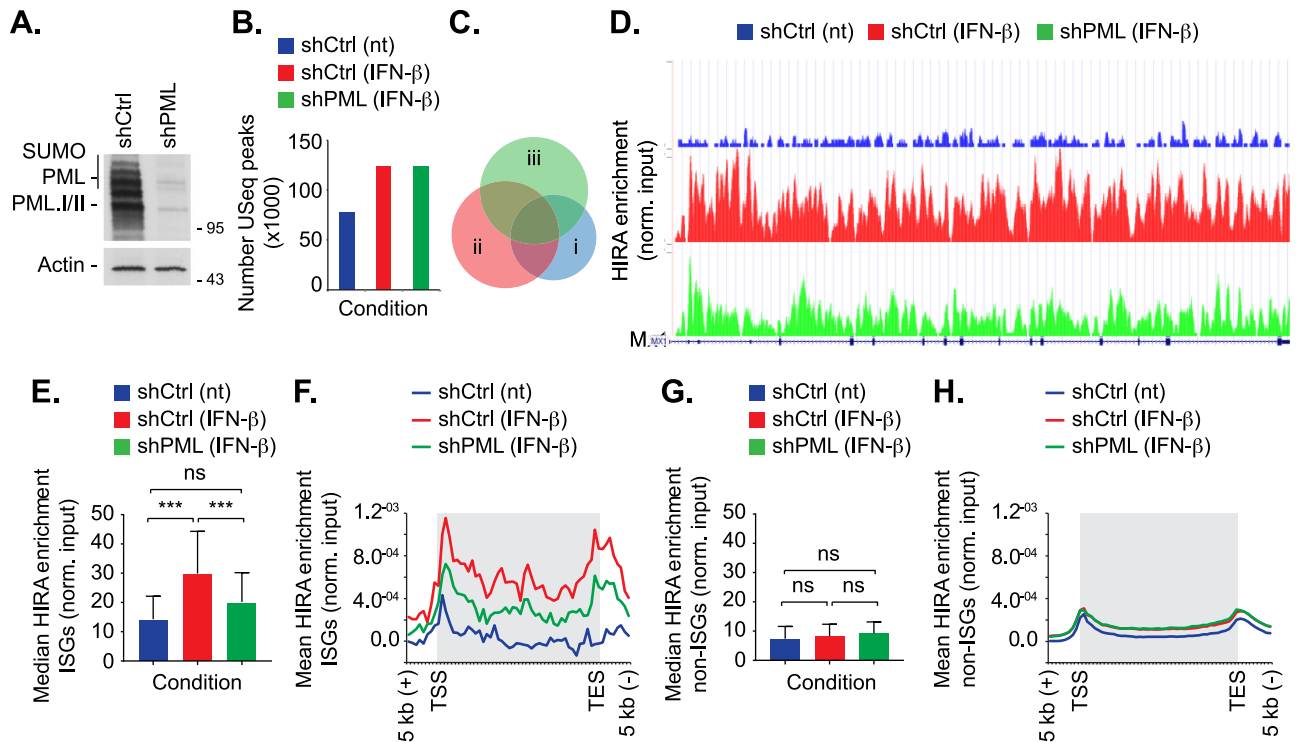 A.
shCtrl
shPML
SUMO
PML
PML.I/II
- 95
Actin -
- 43
B.
shCtrl (nt)
shCtrl (IFN-β)
shPML (IFN-β)
Number USeq peaks
(x1000)
150
100
50
0
Condition
C.
iii
ii
i
D.
shCtrl (nt) shCtrl (IFN-β) shPML (IFN-β)
HIRA enrichment
(norm. input)
MX1
E.
shCtrl (nt)
shCtrl (IFN-β)
shPML (IFN-β)
Median HIRA enrichment
ISGs (norm. input)
ns
*** ***
50
40
30
20
10
0
Condition
F.
shCtrl (nt)
shCtrl (IFN-β)
shPML (IFN-β)
Mean HIRA enrichment
ISGs (norm. input)
1.2-03
8.0-04
4.0-04
0.0
5 kb (+)
TSS
TES
5 kb (-)
G.
shCtrl (nt)
shCtrl (IFN-β)
shPML (IFN-β)
Median HIRA enrichment
non-ISGs (norm. input)
ns
ns ns
50
40
30
20
10
0
Condition
H.
shCtrl (nt)
shCtrl (IFN-β)
shPML (IFN-β)
Mean HIRA enrichment
non-ISGs (norm. input)
1.2-03
8.0-04
4.0-04
0.0
5 kb (+)
TSS
TES
5 kb (-)